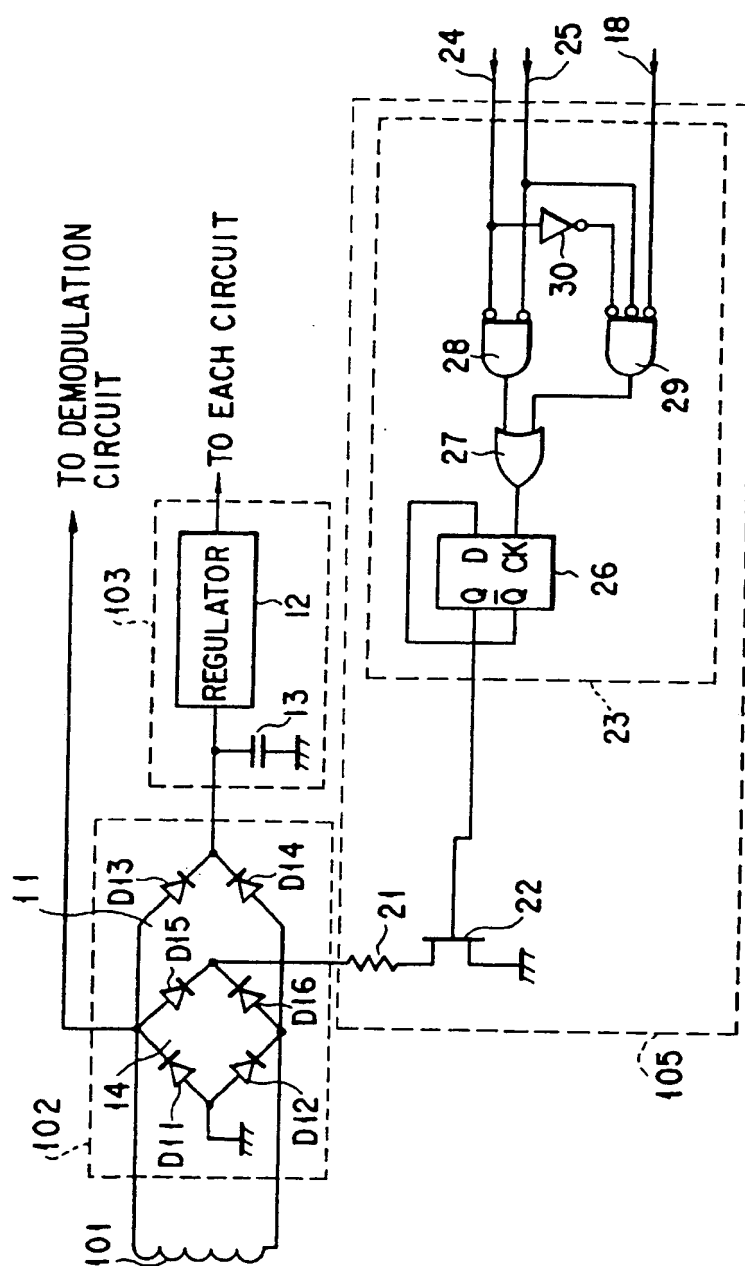 TO DEMODULATION
CIRCUIT
TO EACH CIRCUIT
103
REGULATOR
12
13
102
11
14
D13
D15
D14
D11
D16
D12
101
21
22
105
23
24
25
18
30
28
29
27
Q D
Q CK
26